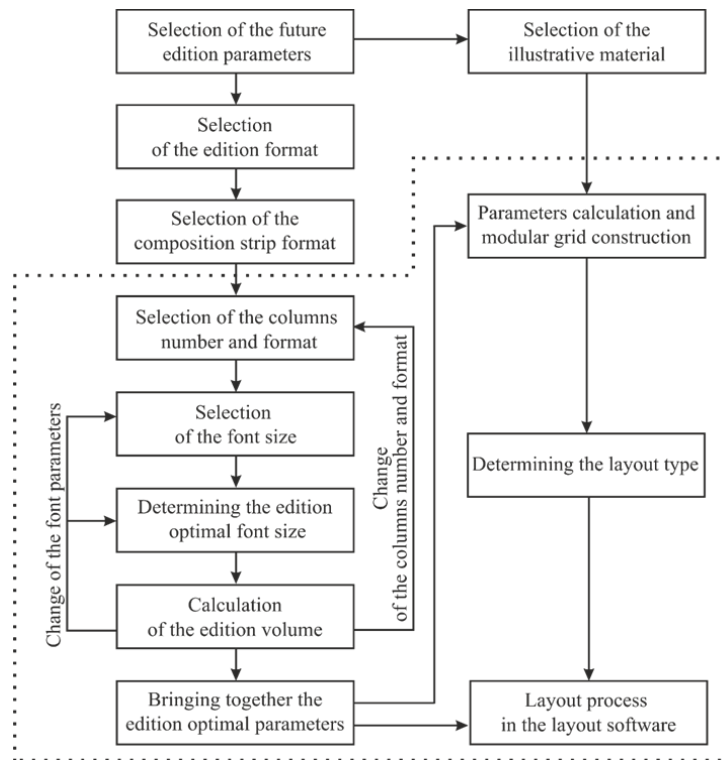 Selection of the future
edition parameters
Selection of the
illustrative material
Selection
of the edition format
Selection of the
composition strip format
Parameters calculation and
modular grid construction
Selection of the columns
number and format
Change
of the columns number and format
Change of the font parameters
Selection
of the font size
Determining the layout type
Determining the edition
optimal font size
Calculation
of the edition volume
Bringing together the
edition optimal parameters
Layout process
in the layout software